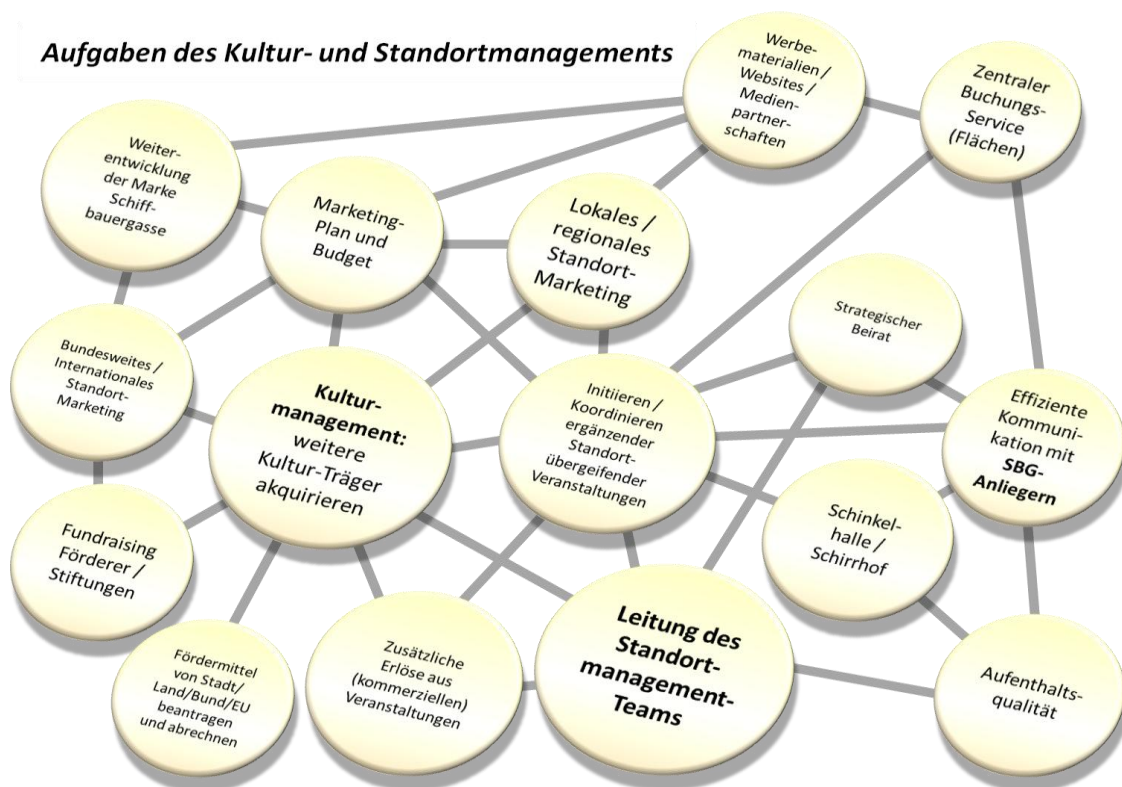 Aufgaben des Kultur- und Standortmanagements
Werbe-
materialien /
Websites /
Medien-
partner-
schaften
Zentraler
Buchungs-
Service
(Flächen)
Weiter-
entwicklung
der Marke
Schiff-
bauergasse
Marketing-
Plan und
Budget
Lokales /
regionales
Standort-
Marketing
Strategischer
Beirat
Bundesweites /
Internationales
Standort-
Marketing
Kultur-
management:
weitere
Kultur-Träger
akquirieren
Initiieren /
Koordinieren
ergänzender
Standort-
übergeifender
Veranstaltungen
Effiziente
Kommuni-
kation mit
SBG-
Anliegern
Fundraising
Förderer /
Stiftungen
Schinkel-
halle /
Schirrhof
Fördermittel
von Stadt/
Land/Bund/EU
beantragen
und abrechnen
Zusätzliche
Erlöse aus
(kommerziellen)
Veranstaltungen
Leitung des
Standort-
management-
Teams
Aufenthalts-
qualität